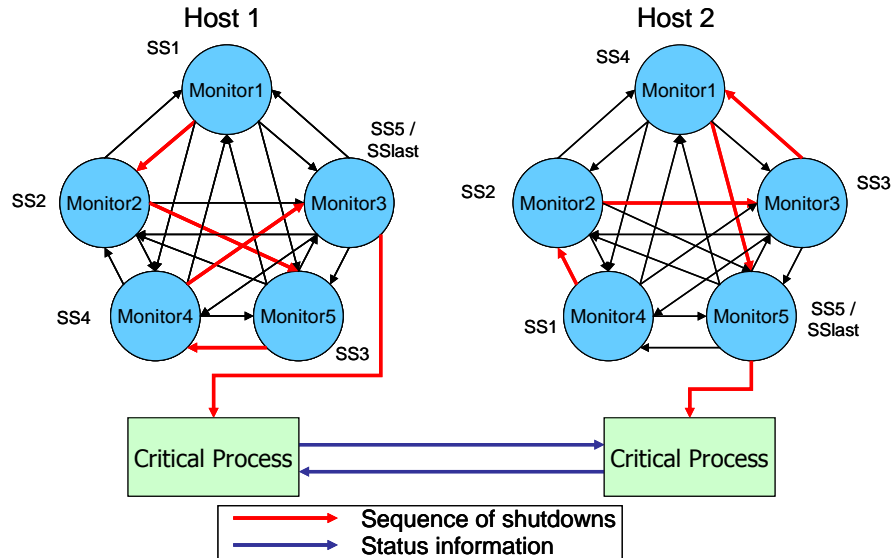 Host 1
Host 2
SS1
Monitor1
SS5 /
SSlast
SS2
Monitor2
Monitor3
SS4
Monitor4
Monitor5
SS3
SS4
Monitor1
SS2
Monitor2
Monitor3
SS3
SS1
Monitor4
Monitor5
SS5 /
SSlast
Critical Process
Critical Process
Sequence of shutdowns
Status information